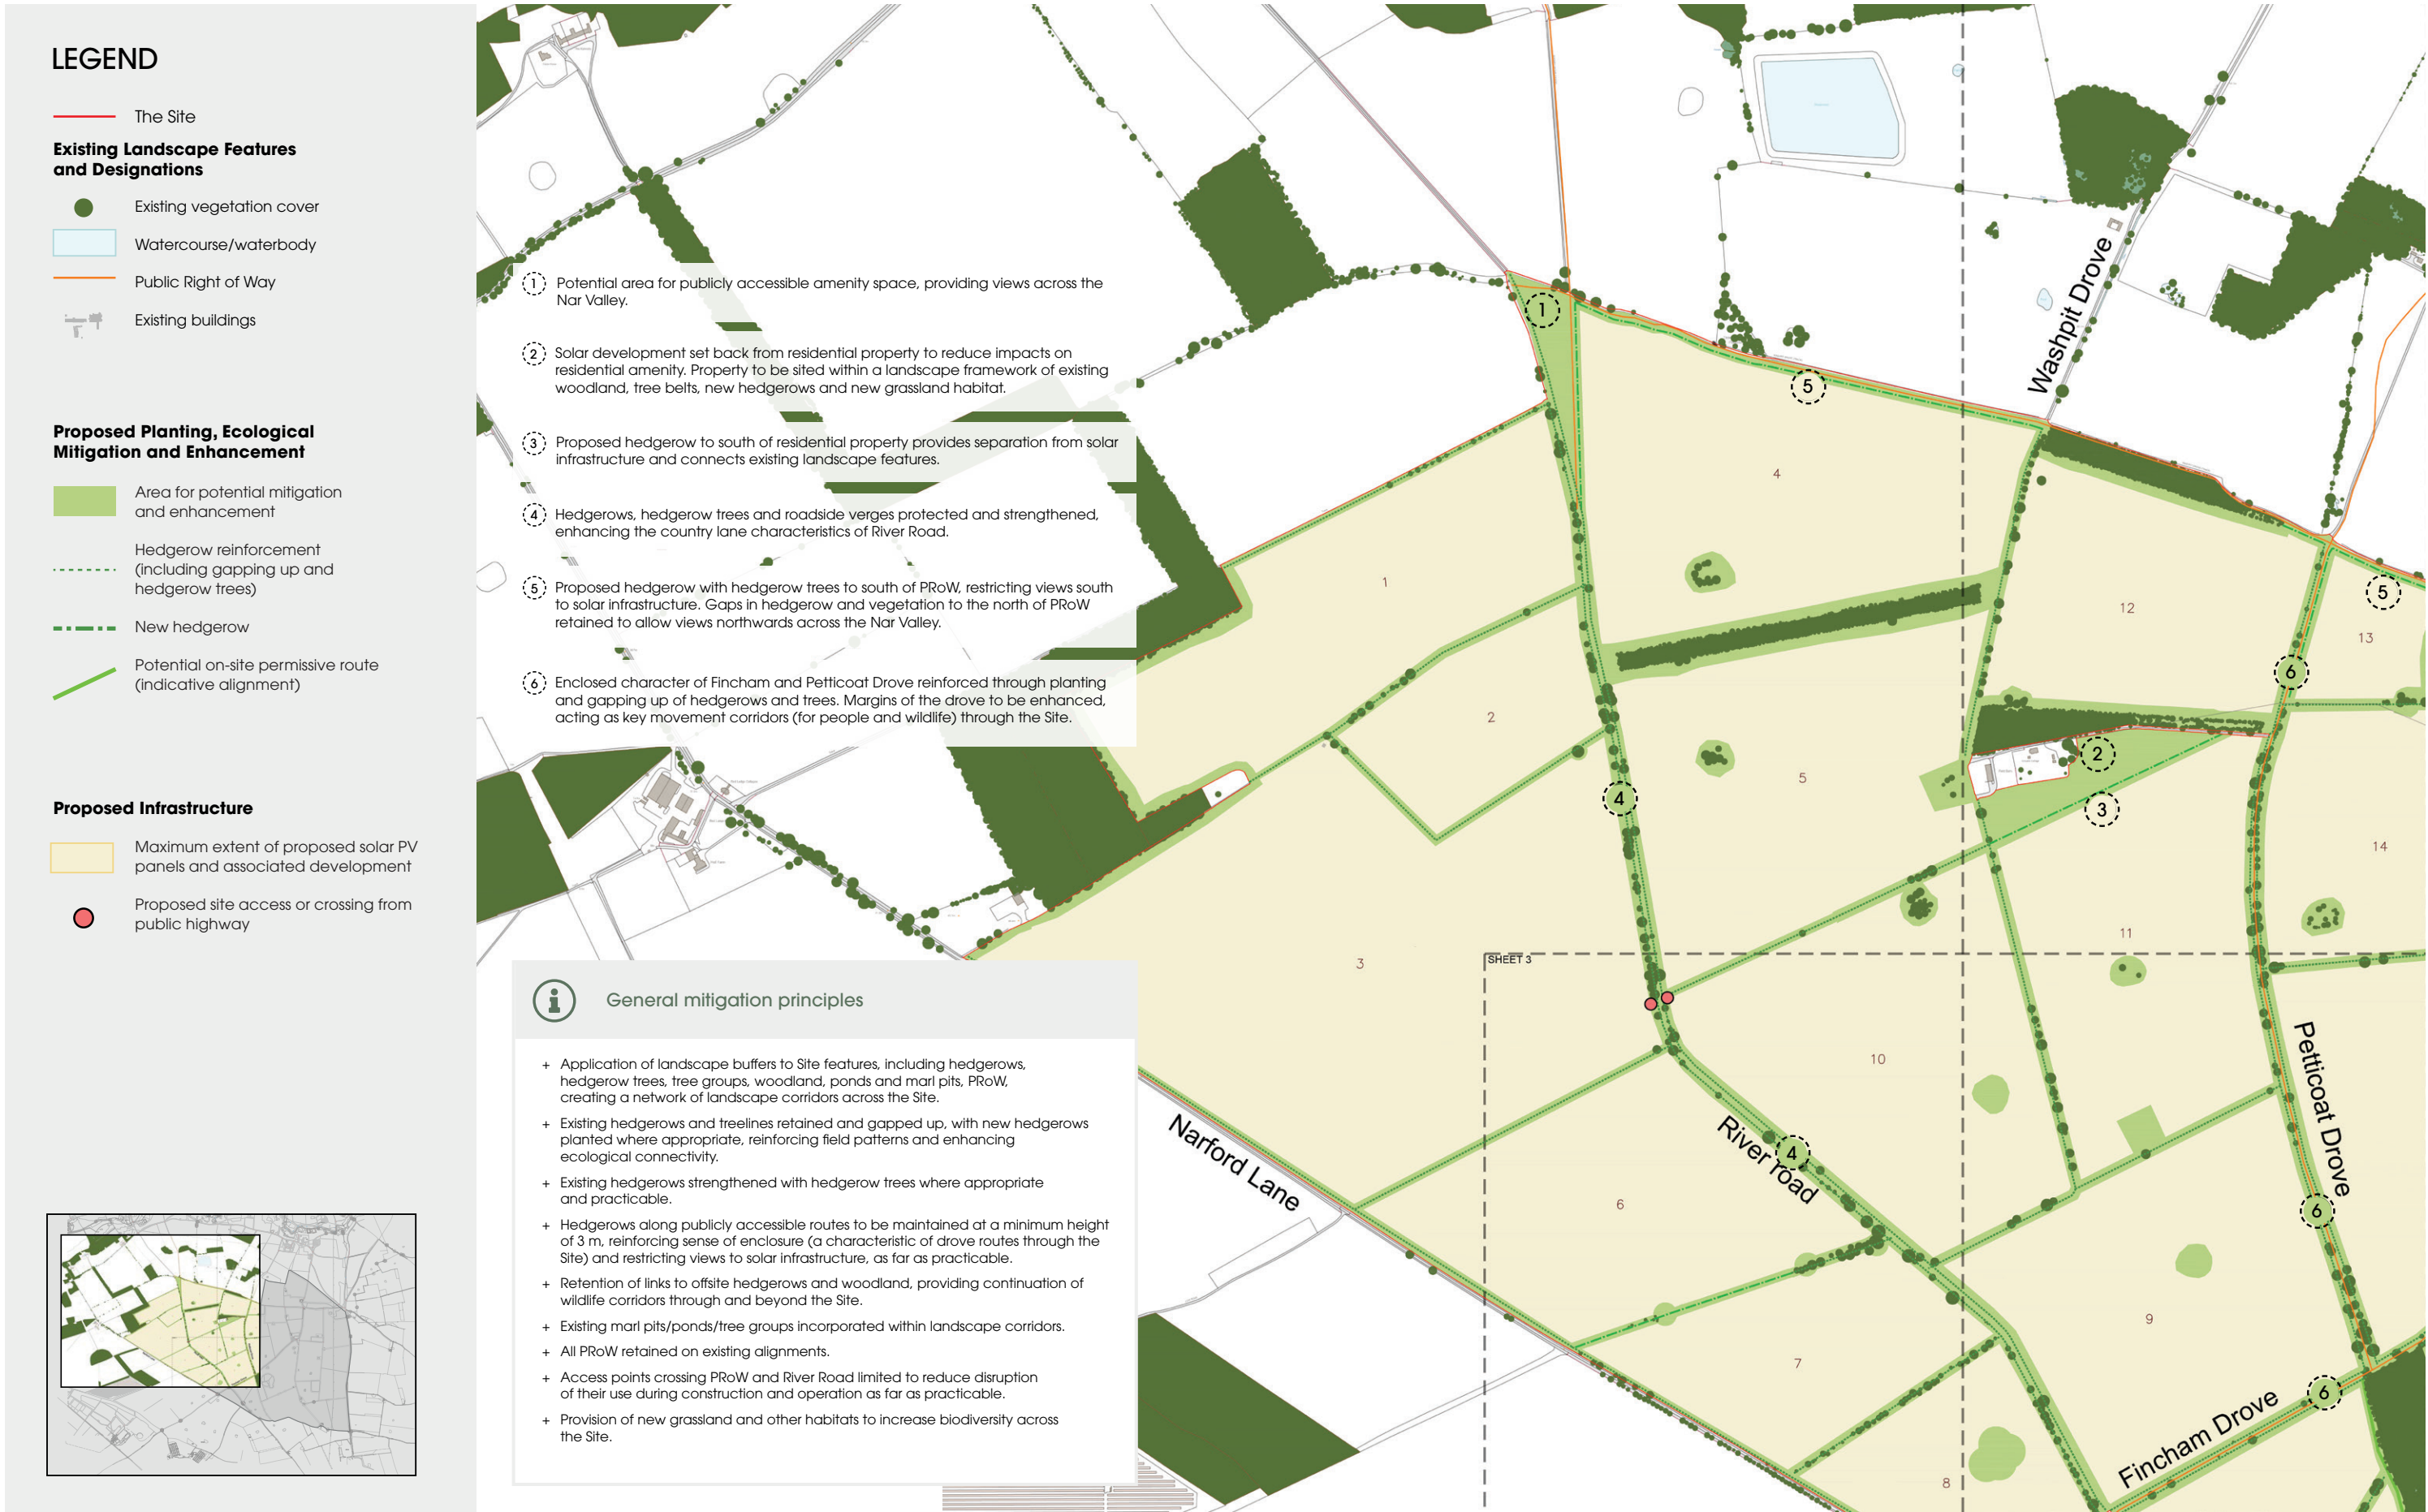 LEGEND
The Site
Existing Landscape Features
and Designations
Existing vegetation cover
Watercourse/waterbody
Public Right of Way
Existing buildings
Proposed Planting, Ecological
Mitigation and Enhancement
Area for potential mitigation
and enhancement
Hedgerow reinforcement
(including gapping up and
hedgerow trees)
New hedgerow
Potential on-site permissive route
(indicative alignment)
Proposed Infrastructure
Maximum extent of proposed solar PV
panels and associated development
Proposed site access or crossing from
public highway
1 Potential area for publicly accessible amenity space, providing views across the
Nar Valley.
2 Solar development set back from residential property to reduce impacts on
residential amenity. Property to be sited within a landscape framework of existing
woodland, tree belts, new hedgerows and new grassland habitat.
3 Proposed hedgerow to south of residential property provides separation from solar
infrastructure and connects existing landscape features.
4 Hedgerows, hedgerow trees and roadside verges protected and strengthened,
enhancing the country lane characteristics of River Road.
5 Proposed hedgerow with hedgerow trees to south of PRoW, restricting views south
to solar infrastructure. Gaps in hedgerow and vegetation to the north of PRoW
retained to allow views northwards across the Nar Valley.
6 Enclosed character of Fincham and Petticoat Drove reinforced through planting
and gapping up of hedgerows and trees. Margins of the drove to be enhanced,
acting as key movement corridors (for people and wildlife) through the Site.
General mitigation principles
+ Application of landscape buffers to Site features, including hedgerows,
hedgerow trees, tree groups, woodland, ponds and marl pits, PRoW,
creating a network of landscape corridors across the Site.
+ Existing hedgerows and treelines retained and gapped up, with new hedgerows
planted where appropriate, reinforcing field patterns and enhancing
ecological connectivity.
+ Existing hedgerows strengthened with hedgerow trees where appropriate
and practicable.
+ Hedgerows along publicly accessible routes to be maintained at a minimum height
of 3 m, reinforcing sense of enclosure (a characteristic of drove routes through the
Site) and restricting views to solar infrastructure, as far as practicable.
+ Retention of links to offsite hedgerows and woodland, providing continuation of
wildlife corridors through and beyond the Site.
+ Existing marl pits/ponds/tree groups incorporated within landscape corridors.
+ All PRoW retained on existing alignments.
+ Access points crossing PRoW and River Road limited to reduce disruption
of their use during construction and operation as far as practicable.
+ Provision of new grassland and other habitats to increase biodiversity across
the Site.
1
5
Washpit Drove
4
1
5
12
13
6
2
2
5
4
3
14
11
3
SHEET 3
10
Petticoat Drove
Narford Lane
River road
4
6
6
9
7
6
Fincham Drove
8